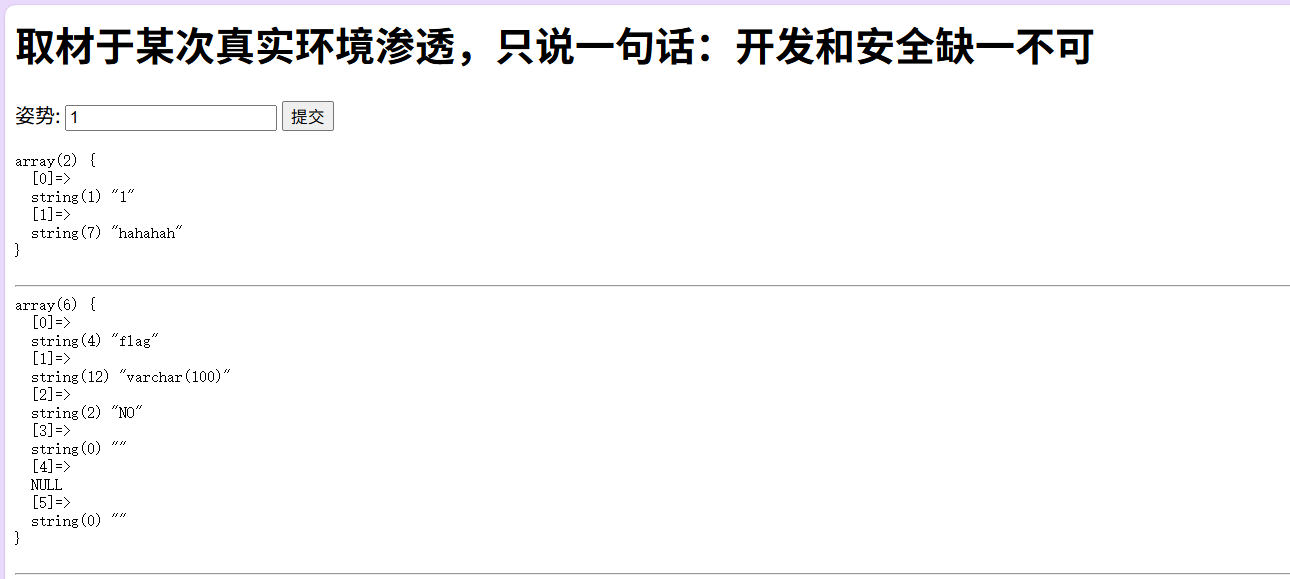 取材于某次真实环境渗透，只说一句话：开发和安全缺一不可
姿势: 1 提交
array(2) {
  [0]=>
  string(1) "1"
  [1]=>
  string(7) "hahahah"
}
array(6) {
  [0]=>
  string(4) "flag"
  [1]=>
  string(12) "varchar(100)"
  [2]=>
  string(2) "NO"
  [3]=>
  string(0) ""
  [4]=>
  NULL
  [5]=>
  string(0) ""
}